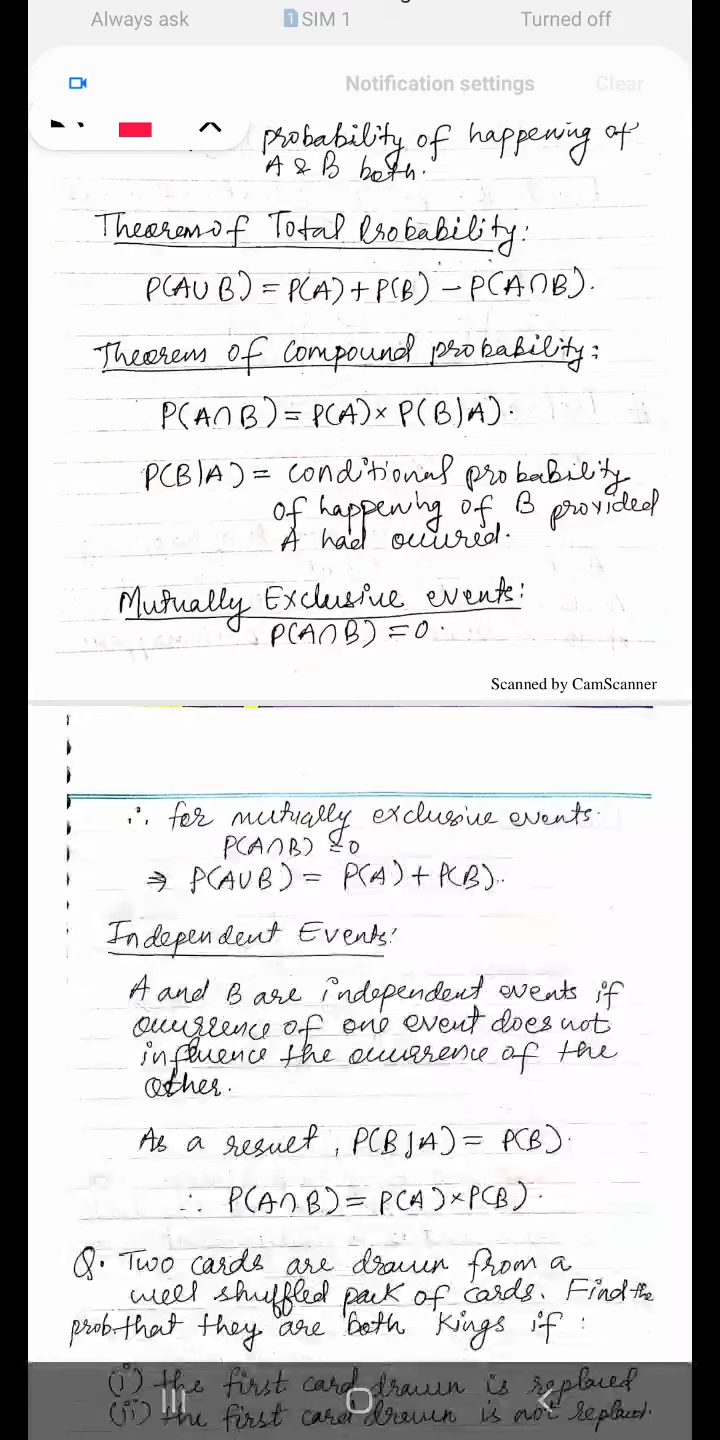 Always ask
1 SIM 1
Turned off
Notification settings
Clear
probability of happening of
A & B both.
Theorem of Total Probability:
P(A∪B) = P(A) + P(B) - P(A∩B).
Theorem of Compound probability:
P(A∩B) = P(A) × P(B|A).
P(B|A) = conditional probability
of happening of B provided
A had occured.
Mutually Exclusive events:
P(A∩B) = 0.
Scanned by CamScanner
∴ for mutually exclusive events.
P(A∩B) = 0
⇒ P(A∪B) = P(A) + P(B).
Independent Events:
A and B are independent events if
occurrence of one event does not
influence the occurrence of the
other.
As a result, P(B|A) = P(B).
∴ P(A∩B) = P(A) × P(B).
Q. Two cards are drawn from a
well shuffled pack of cards. Find the
prob. that they are both Kings if :
(i) the first card drawn is replaced
(ii) the first card drawn is not replaced.